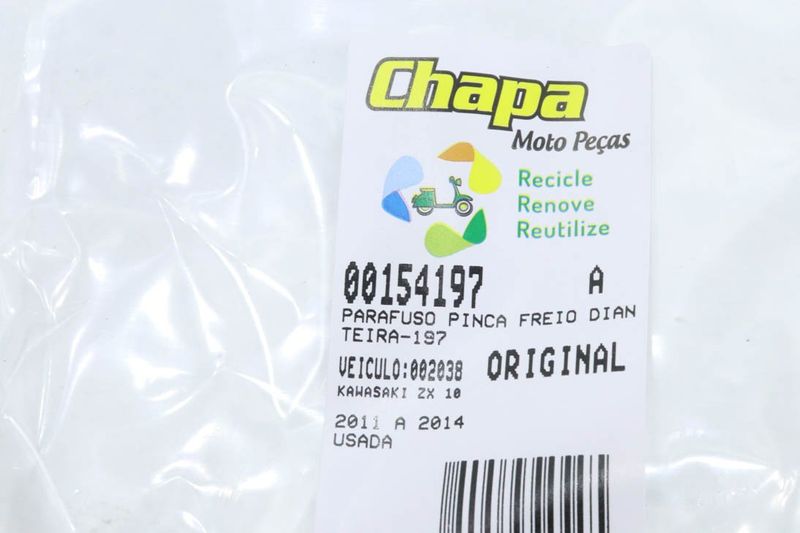 Chapa
Moto Peças
Recicle
Renove
Reutilize
00154197 A
PARAFUSO PINCA FREIO DIAN
TEIRA-197
VEICULO:002038 ORIGINAL
KAWASAKI ZX 10
2011 A 2014
USADA